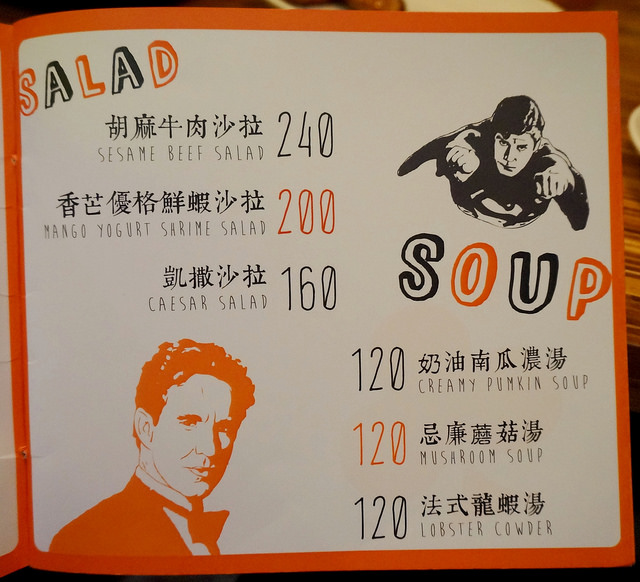 SALAD
胡麻牛肉沙拉 240
SESAME BEEF SALAD
香芒優格鮮蝦沙拉 200
MANGO YOGURT SHRIME SALAD
凱撒沙拉 160
CAESAR SALAD
SOUP
120 奶油南瓜濃湯
CREAMY PUMKIN SOUP
120 忌廉蘑菇湯
MUSHROOM SOUP
120 法式龍蝦湯
LOBSTER COWDER